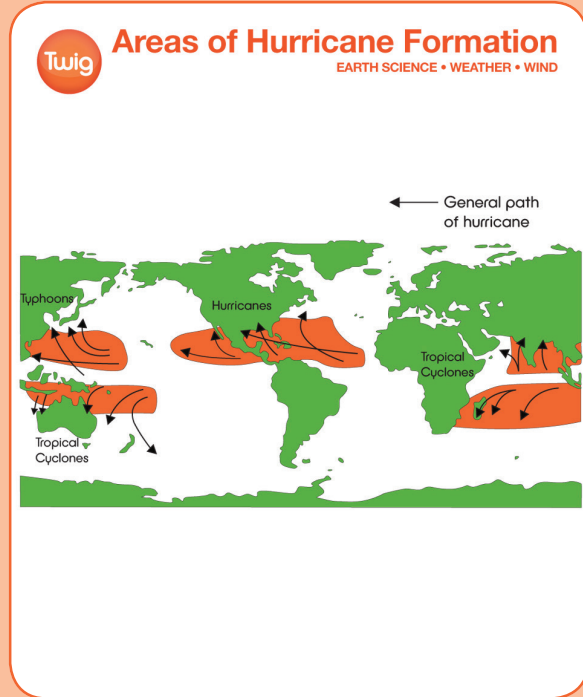 Twig
Areas of Hurricane Formation
EARTH SCIENCE • WEATHER • WIND
General path
of hurricane
Typhoons
Hurricanes
Tropical
Cyclones
Tropical
Cyclones